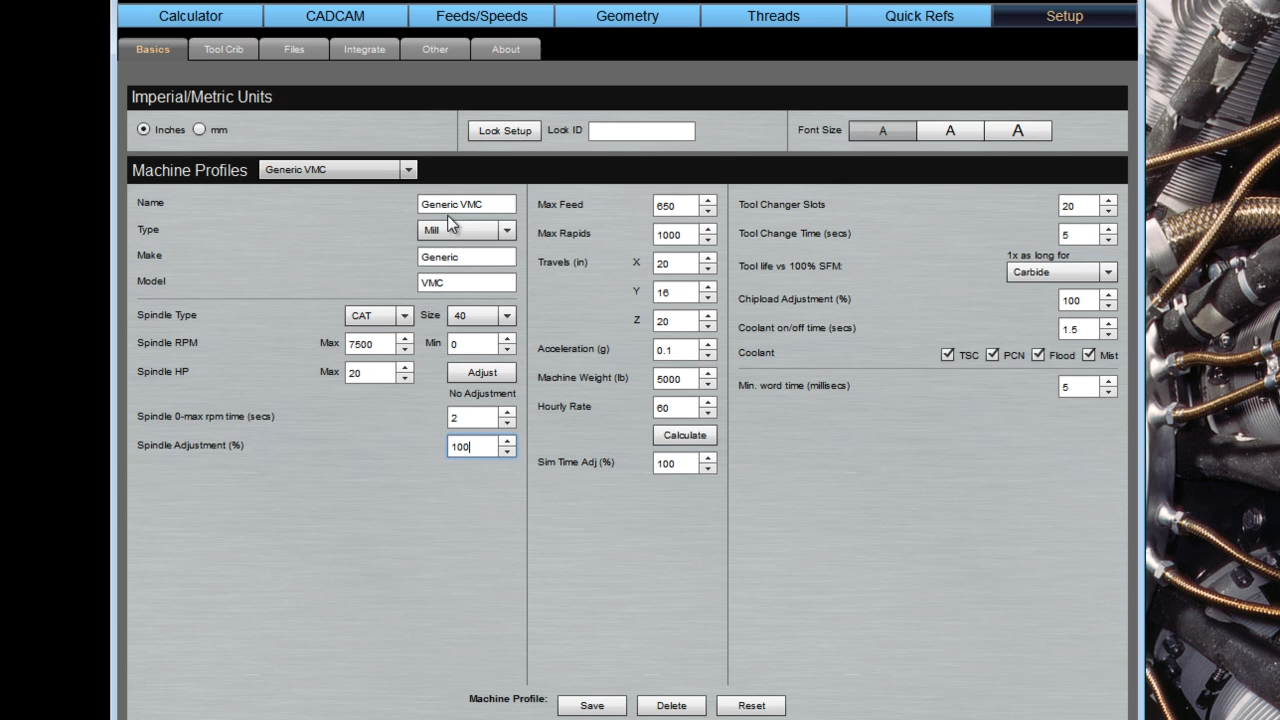 Calculator CADCAM Feeds/Speeds Geometry Threads Quick Refs Setup
Basics Tool Crib Files Integrate Other About
Imperial/Metric Units
Inches mm Lock Setup Lock ID Font Size A A A
Machine Profiles Generic VMC
Name Generic VMC
Type Mill
Make Generic
Model VMC
Spindle Type CAT Size 40
Spindle RPM Max 7500 Min 0
Spindle HP Max 20 Adjust
No Adjustment
Spindle 0-max rpm time (secs) 2
Spindle Adjustment (%) 100
Max Feed 650
Max Rapids 1000
Travels (in) X 20
Y 16
Z 20
Acceleration (g) 0.1
Machine Weight (lb) 5000
Hourly Rate 60
Calculate
Sim Time Adj (%) 100
Tool Changer Slots 20
Tool Change Time (secs) 5
1x as long for
Tool life vs 100% SFM: Carbide
Chipload Adjustment (%) 100
Coolant on/off time (secs) 1.5
Coolant TSC PCN Flood Mist
Min. word time (millisecs) 5
Machine Profile: Save Delete Reset